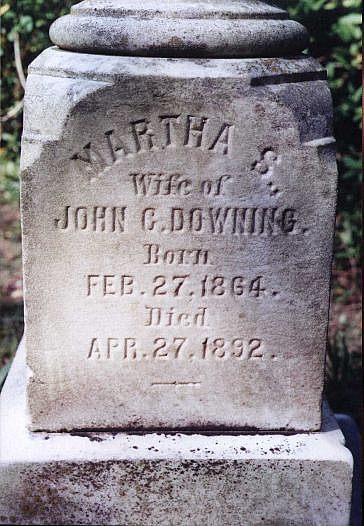 MARTHA S.,
Wife of
JOHN C. DOWNING.
Born
FEB. 27. 1864.
Died
APR. 27. 1892.